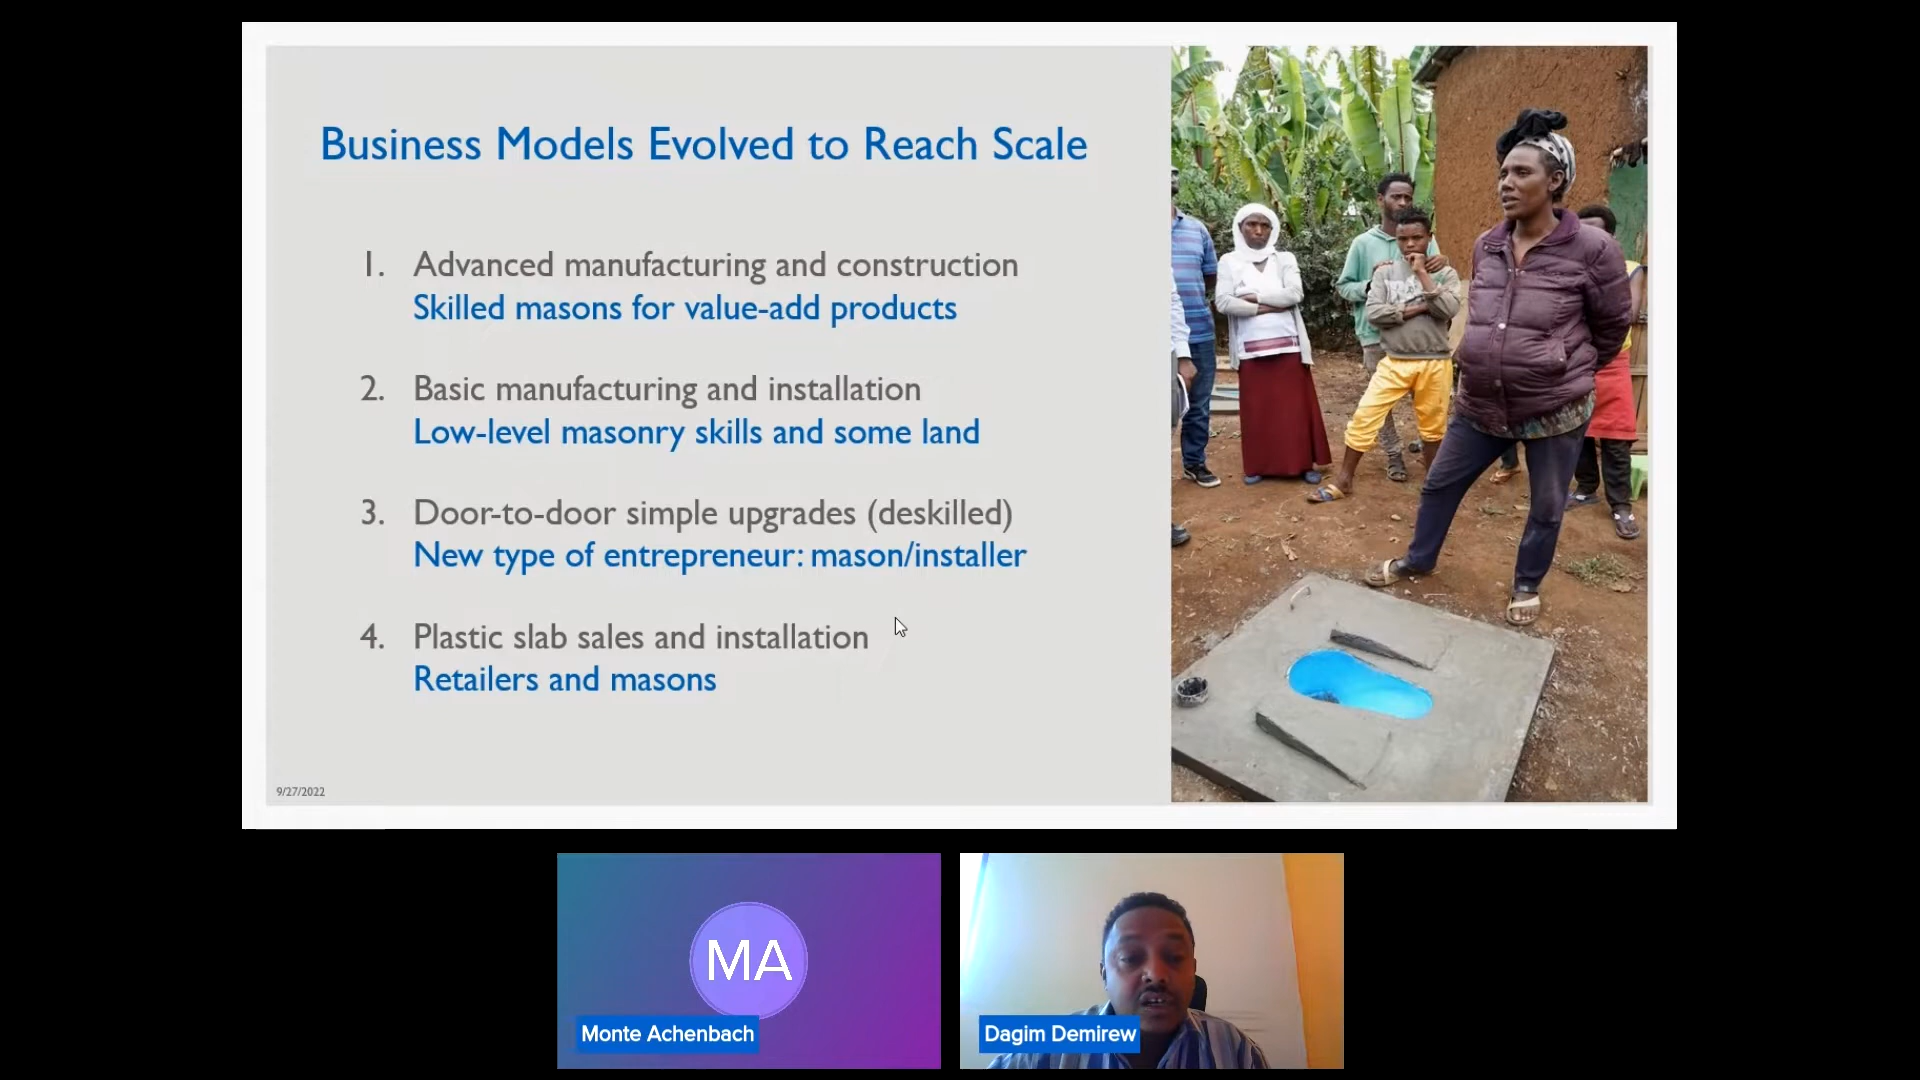 Business Models Evolved to Reach Scale
1. Advanced manufacturing and construction
Skilled masons for value-add products
2. Basic manufacturing and installation
Low-level masonry skills and some land
3. Door-to-door simple upgrades (deskilled)
New type of entrepreneur: mason/installer
4. Plastic slab sales and installation
Retailers and masons
9/27/2022
MA
Monte Achenbach
Dagim Demirew